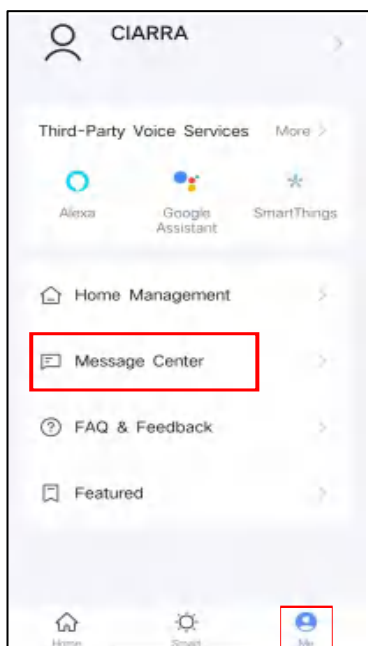 CIARRA
Third-Party Voice Services More >
Alexa
Google
Assistant
SmartThings
Home Management
Message Center
FAQ & Feedback
Featured
Home
Smart
Me